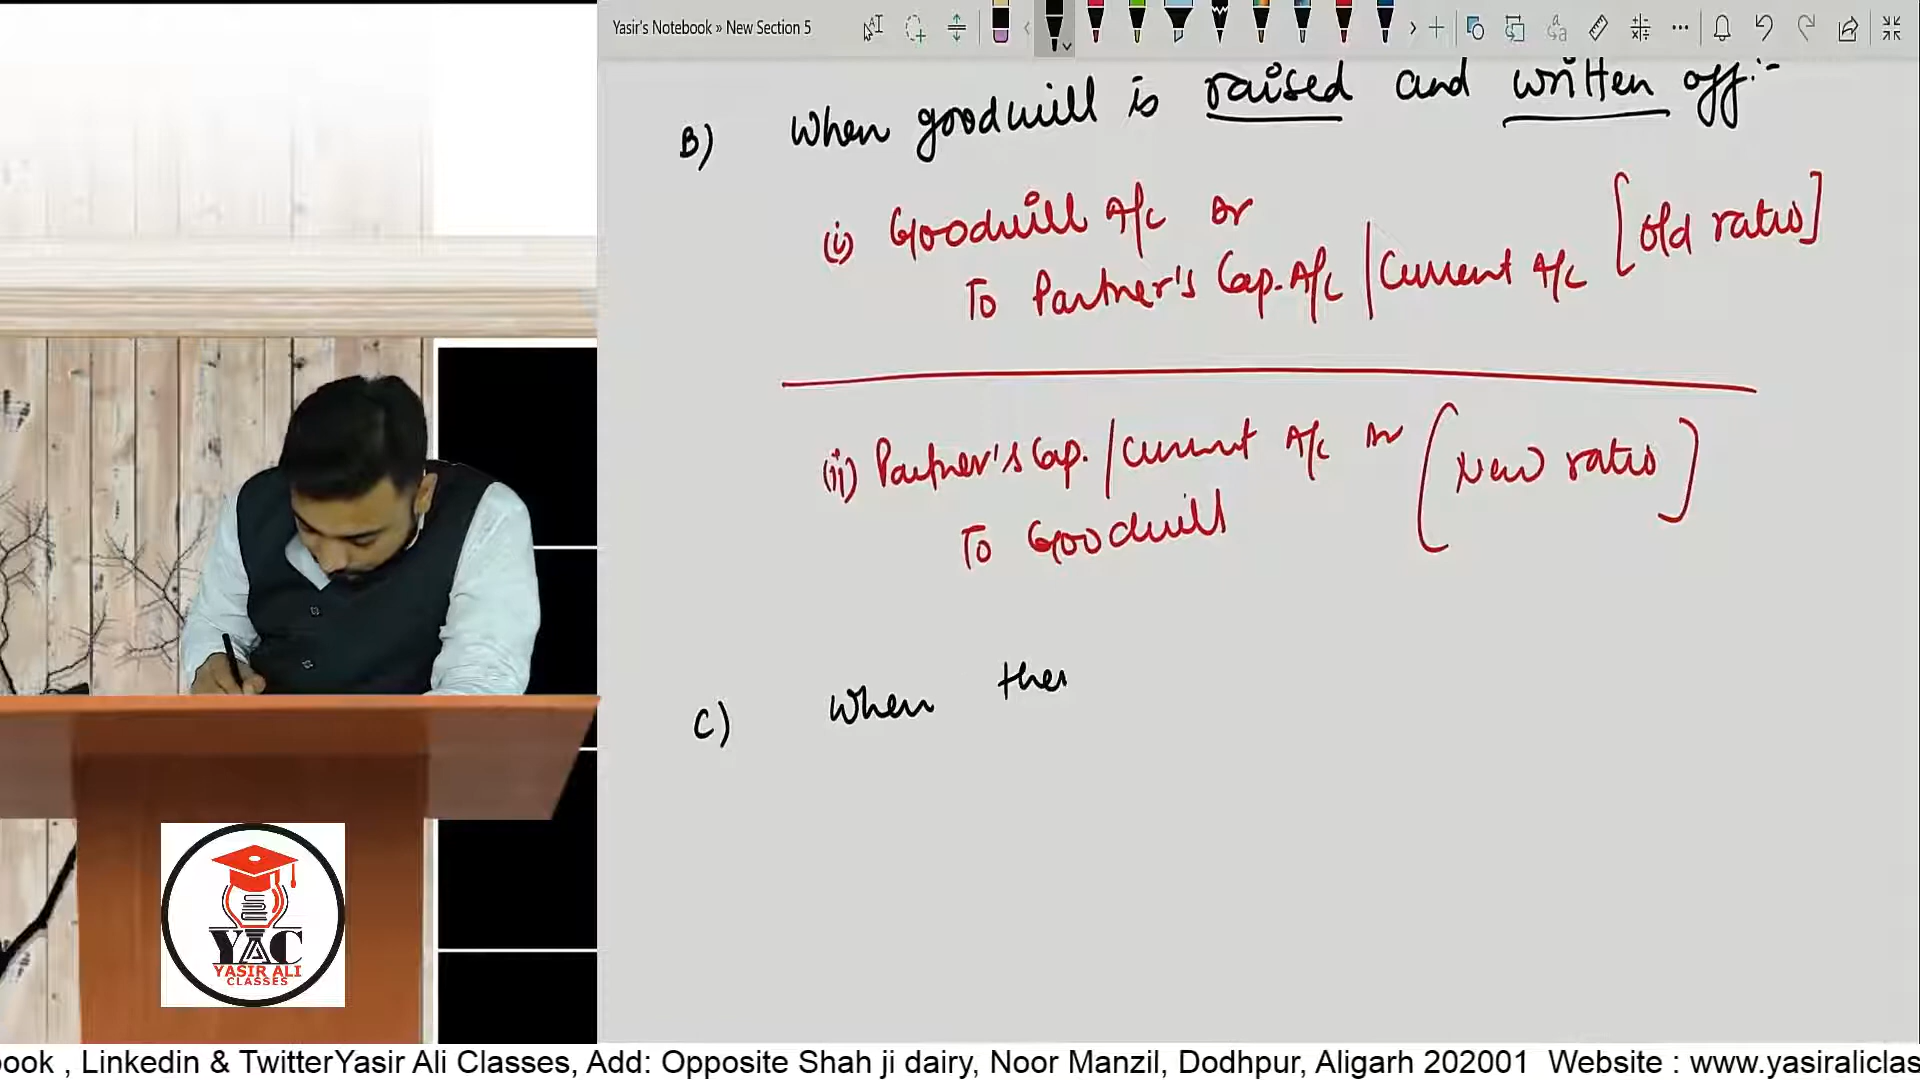 Yasir's Notebook » New Section 5
B) When goodwill is raised and written off:-
(i) Goodwill A/c Dr [old ratio]
To Partner's Cap. A/c | Current A/c
(ii) Partner's Cap. | Current A/c Dr (New ratio]
To Goodwill
C) When ther
YAC
YASIR ALI
CLASSES
ook , Linkedin & TwitterYasir Ali Classes, Add: Opposite Shah ji dairy, Noor Manzil, Dodhpur, Aligarh 202001 Website : www.yasiraliclas